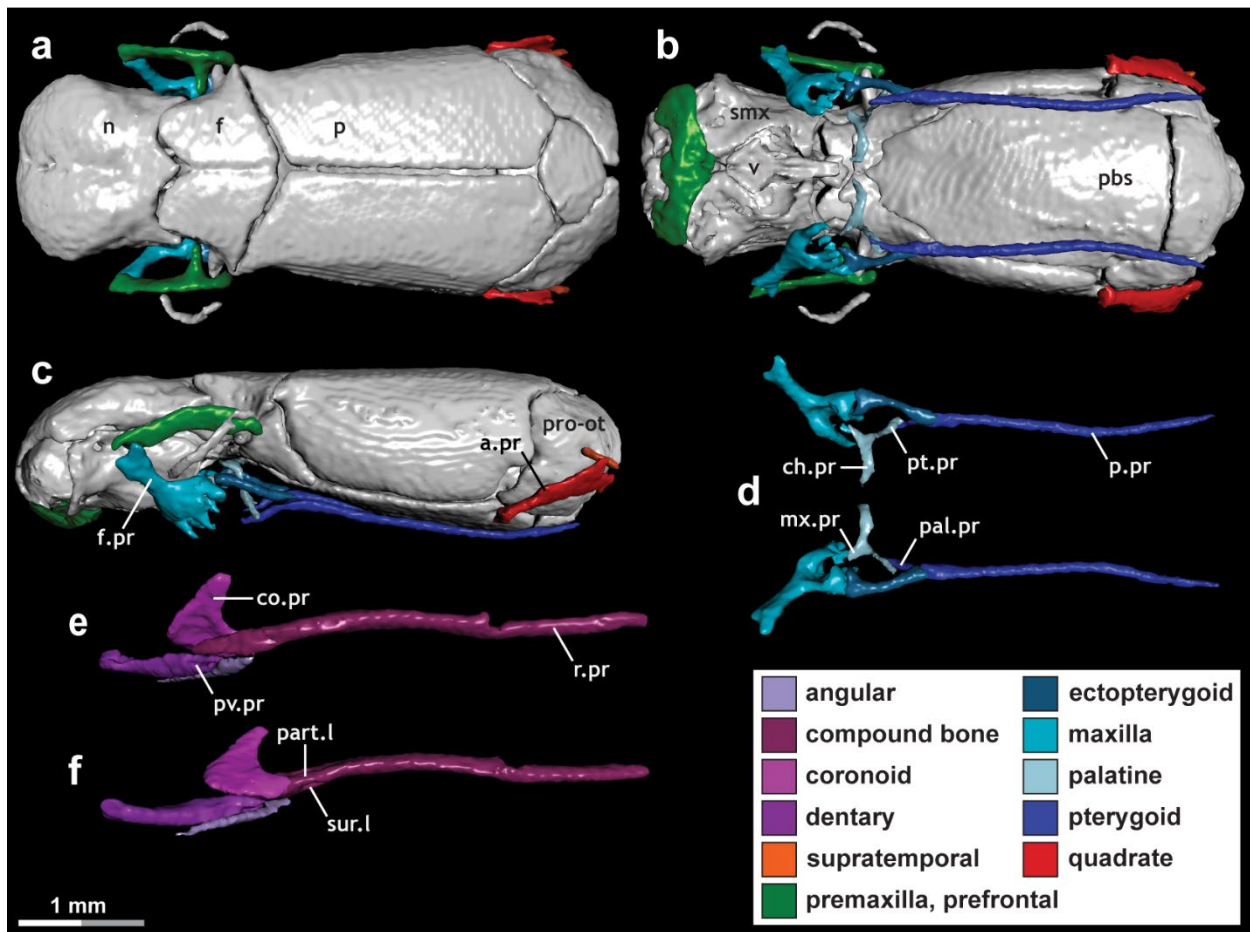 a
n
f
p
b
smx
v
pbs
c
pro-ot
a.pr
f.pr
ch.pr
pt.pr
p.pr
d
mx.pr
pal.pr
e
co.pr
r.pr
pv.pr
f
part.l
sur.l
1 mm
angular
compound bone
coronoid
dentary
supratemporal
premaxilla, prefrontal
ectopterygoid
maxilla
palatine
pterygoid
quadrate